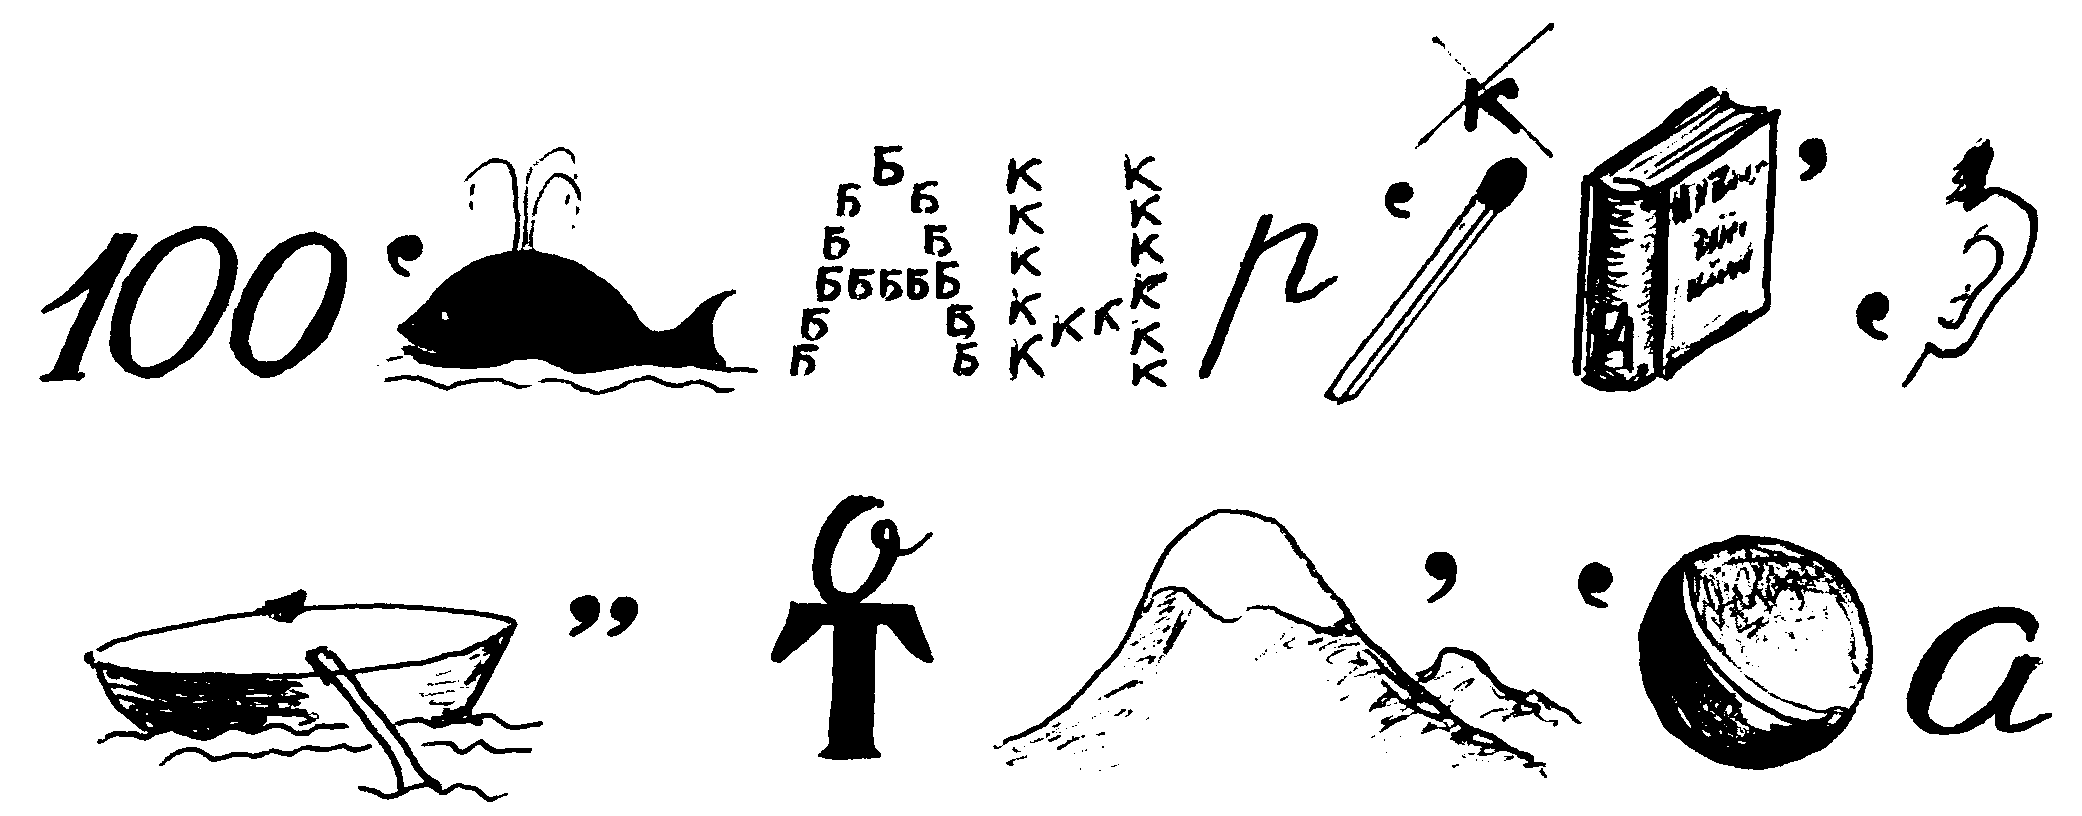 К
100 ‘ А И р ‘ ’ ‘
’’ о Т ’ ‘ а